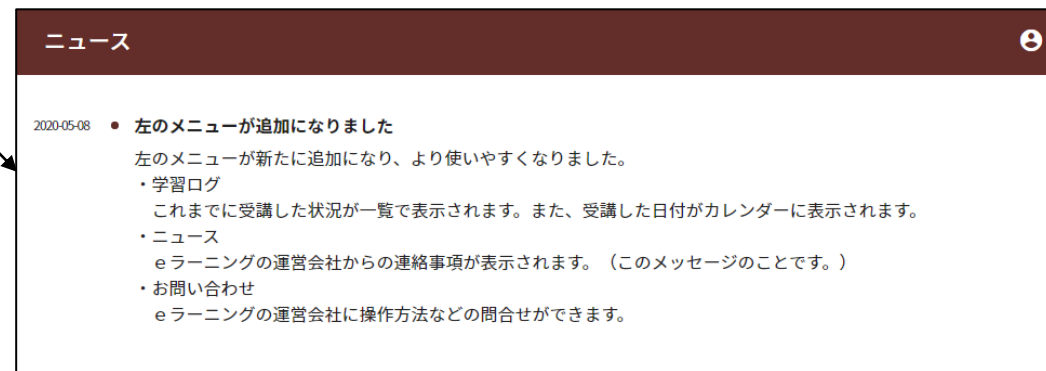 ニュース
2020-05-08 ● 左のメニューが追加になりました
左のメニューが新たに追加になり、より使いやすくなりました。
・学習ログ
これまでに受講した状況が一覧で表示されます。また、受講した日付がカレンダーに表示されます。
・ニュース
ｅラーニングの運営会社からの連絡事項が表示されます。（このメッセージのことです。）
・お問い合わせ
ｅラーニングの運営会社に操作方法などの問合せができます。